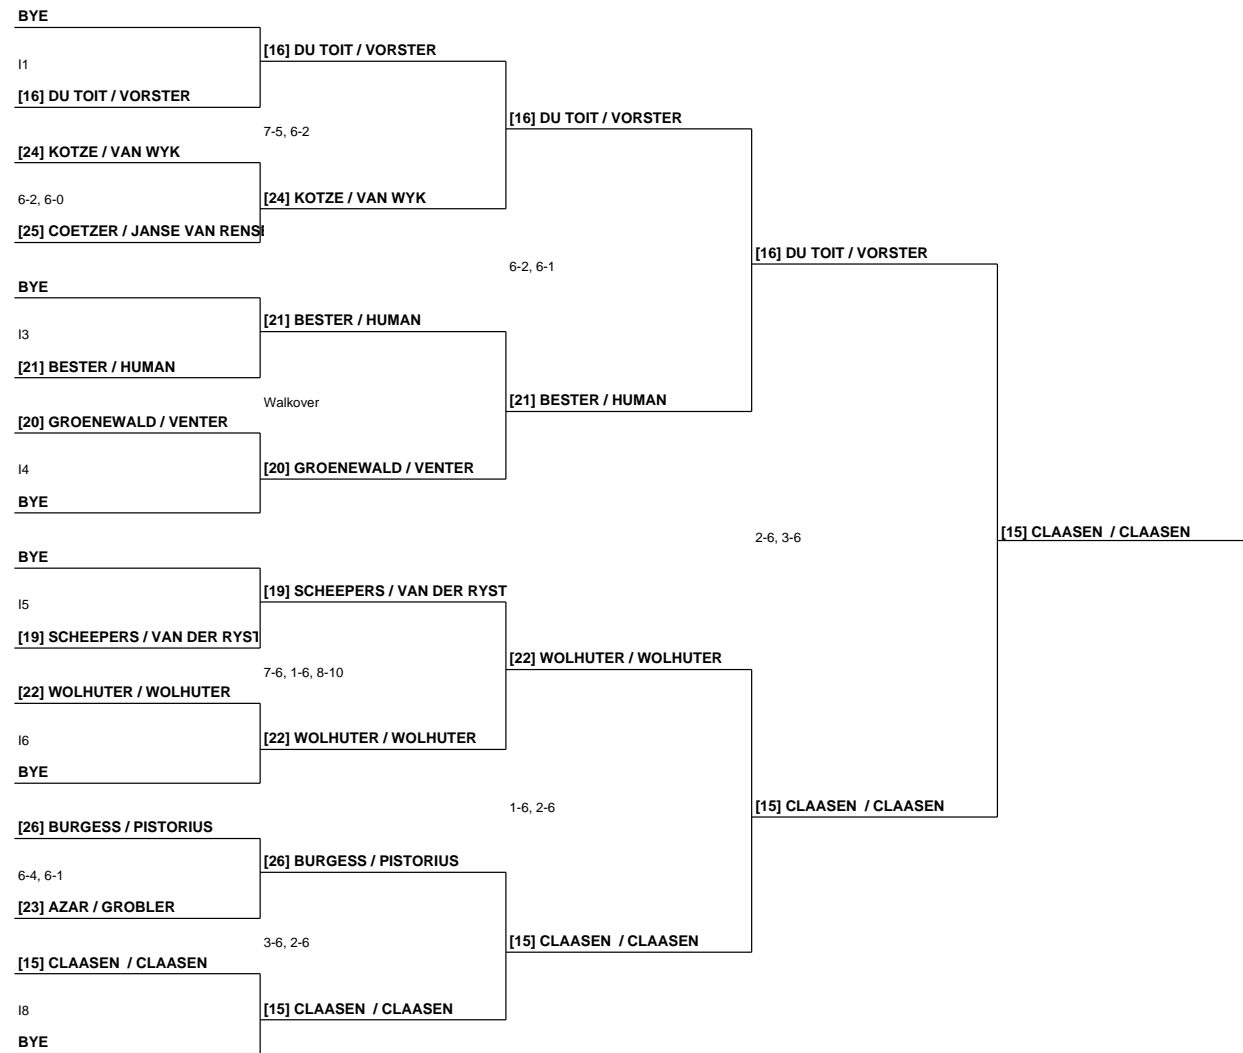 BYE
[16] DU TOIT / VORSTER
I1
[16] DU TOIT / VORSTER
[16] DU TOIT / VORSTER
7-5, 6-2
[24] KOTZE / VAN WYK
6-2, 6-0
[24] KOTZE / VAN WYK
[25] COETZER / JANSE VAN RENS
[16] DU TOIT / VORSTER
6-2, 6-1
BYE
[21] BESTER / HUMAN
I3
[21] BESTER / HUMAN
[21] BESTER / HUMAN
Walkover
[20] GROENEWALD / VENTER
I4
[20] GROENEWALD / VENTER
BYE
[15] CLAASEN / CLAASEN
2-6, 3-6
BYE
[19] SCHEEPERS / VAN DER RYST
I5
[19] SCHEEPERS / VAN DER RYST
[22] WOLHUTER / WOLHUTER
7-6, 1-6, 8-10
[22] WOLHUTER / WOLHUTER
I6
[22] WOLHUTER / WOLHUTER
BYE
[15] CLAASEN / CLAASEN
1-6, 2-6
[26] BURGESS / PISTORIUS
[26] BURGESS / PISTORIUS
6-4, 6-1
[23] AZAR / GROBLER
[15] CLAASEN / CLAASEN
3-6, 2-6
[15] CLAASEN / CLAASEN
I8
[15] CLAASEN / CLAASEN
BYE